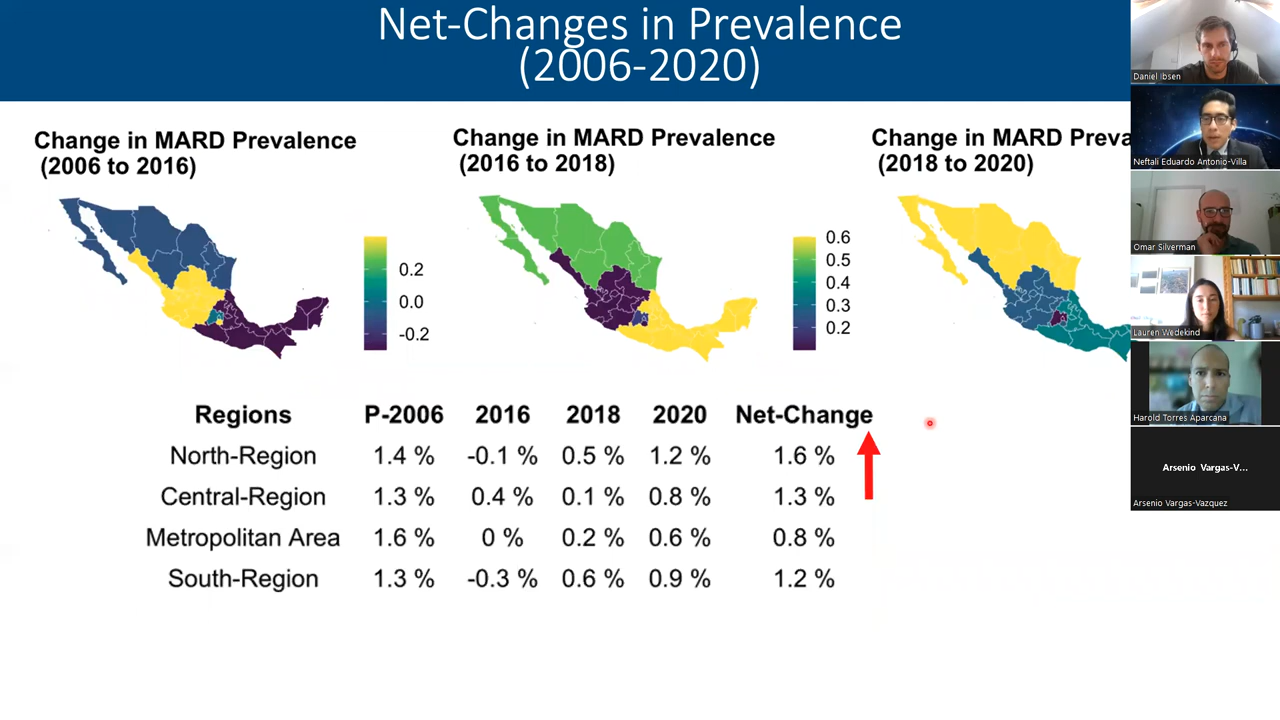 Net-Changes in Prevalence
(2006-2020)
Change in MARD Prevalence
(2006 to 2016)
0.2
0.0
-0.2
Change in MARD Prevalence
(2016 to 2018)
0.6
0.5
0.4
0.3
0.2
Change in MARD Preva
(2018 to 2020)
Regions P-2006 2016 2018 2020 Net-Change
North-Region 1.4 % -0.1 % 0.5 % 1.2 % 1.6 %
Central-Region 1.3 % 0.4 % 0.1 % 0.8 % 1.3 %
Metropolitan Area 1.6 % 0 % 0.2 % 0.6 % 0.8 %
South-Region 1.3 % -0.3 % 0.6 % 0.9 % 1.2 %
Daniel Ibsen
Neftali Eduardo Antonio-Villa
Omar Silverman
Lauren Wedekind
Harold Torres Aparcana
Arsenio Vargas-V...
Arsenio Vargas-Vazquez